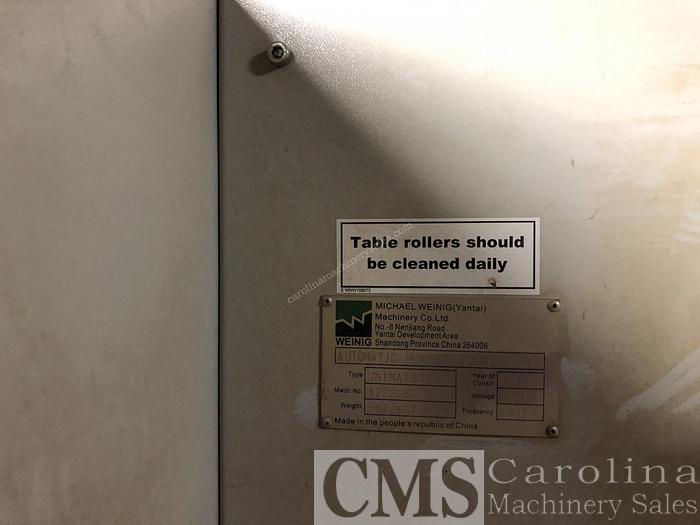 Table rollers should
be cleaned daily
carolinamachinery
MICHAEL WEINIG(Yantai)
Machinery Co.Ltd.
No.-8 Nenjiang Road
Yantai Development Area
Shandong Province China 264006
WEINIG
AUTOMATIC
Type
Year of
Constr.
Mach.No
Voltage
Weight
Frequency
Made in the people's republic of China
CMS Carolina
Machinery Sales